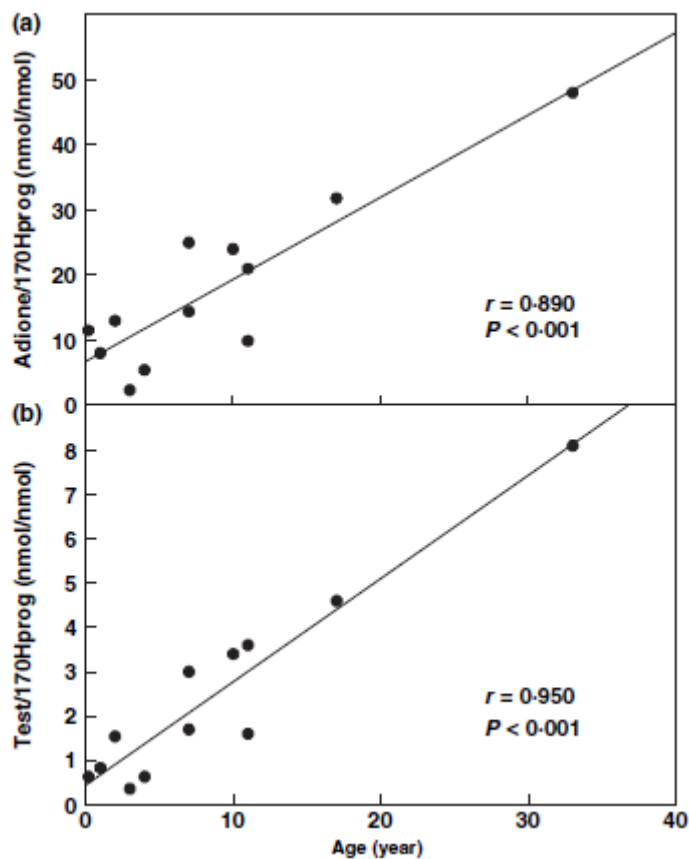 (a)
Adione/17OHprog (nmol/nmol)
50
40
30
20
10
0
r = 0·890
P < 0·001
(b)
Test/17OHprog (nmol/nmol)
8
7
6
5
4
3
2
1
0
r = 0·950
P < 0·001
0 10 20 30 40
Age (year)